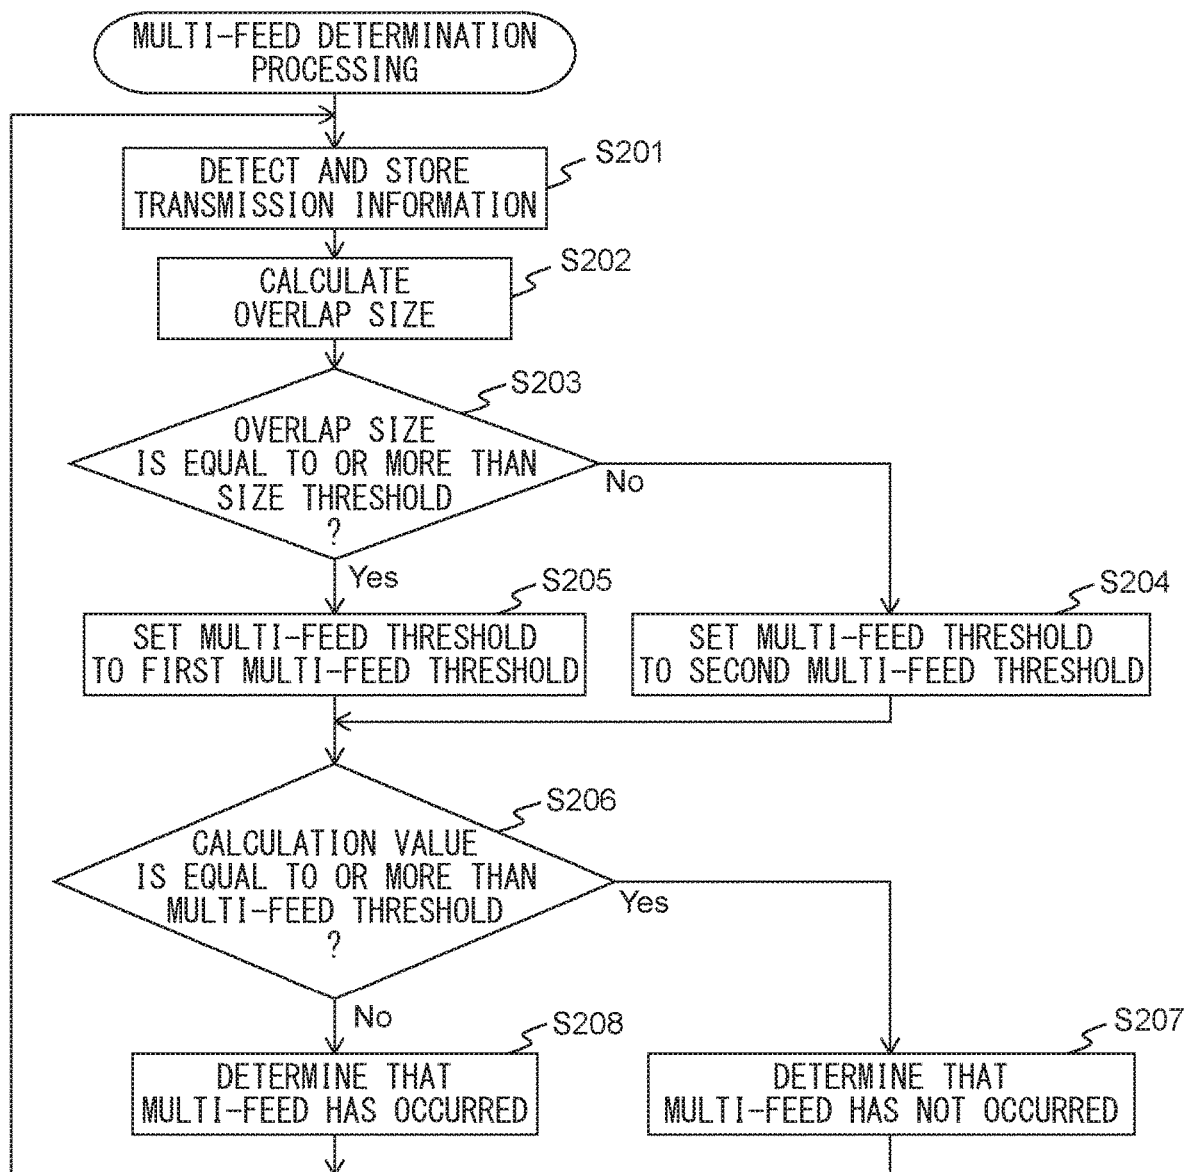 MULTI-FEED DETERMINATION
PROCESSING
S201
DETECT AND STORE
TRANSMISSION INFORMATION
S202
CALCULATE
OVERLAP SIZE
S203
OVERLAP SIZE
IS EQUAL TO OR MORE THAN
SIZE THRESHOLD
?
No
Yes
S205
SET MULTI-FEED THRESHOLD
TO FIRST MULTI-FEED THRESHOLD
S204
SET MULTI-FEED THRESHOLD
TO SECOND MULTI-FEED THRESHOLD
S206
CALCULATION VALUE
IS EQUAL TO OR MORE THAN
MULTI-FEED THRESHOLD
?
Yes
No
S208
DETERMINE THAT
MULTI-FEED HAS OCCURRED
S207
DETERMINE THAT
MULTI-FEED HAS NOT OCCURRED